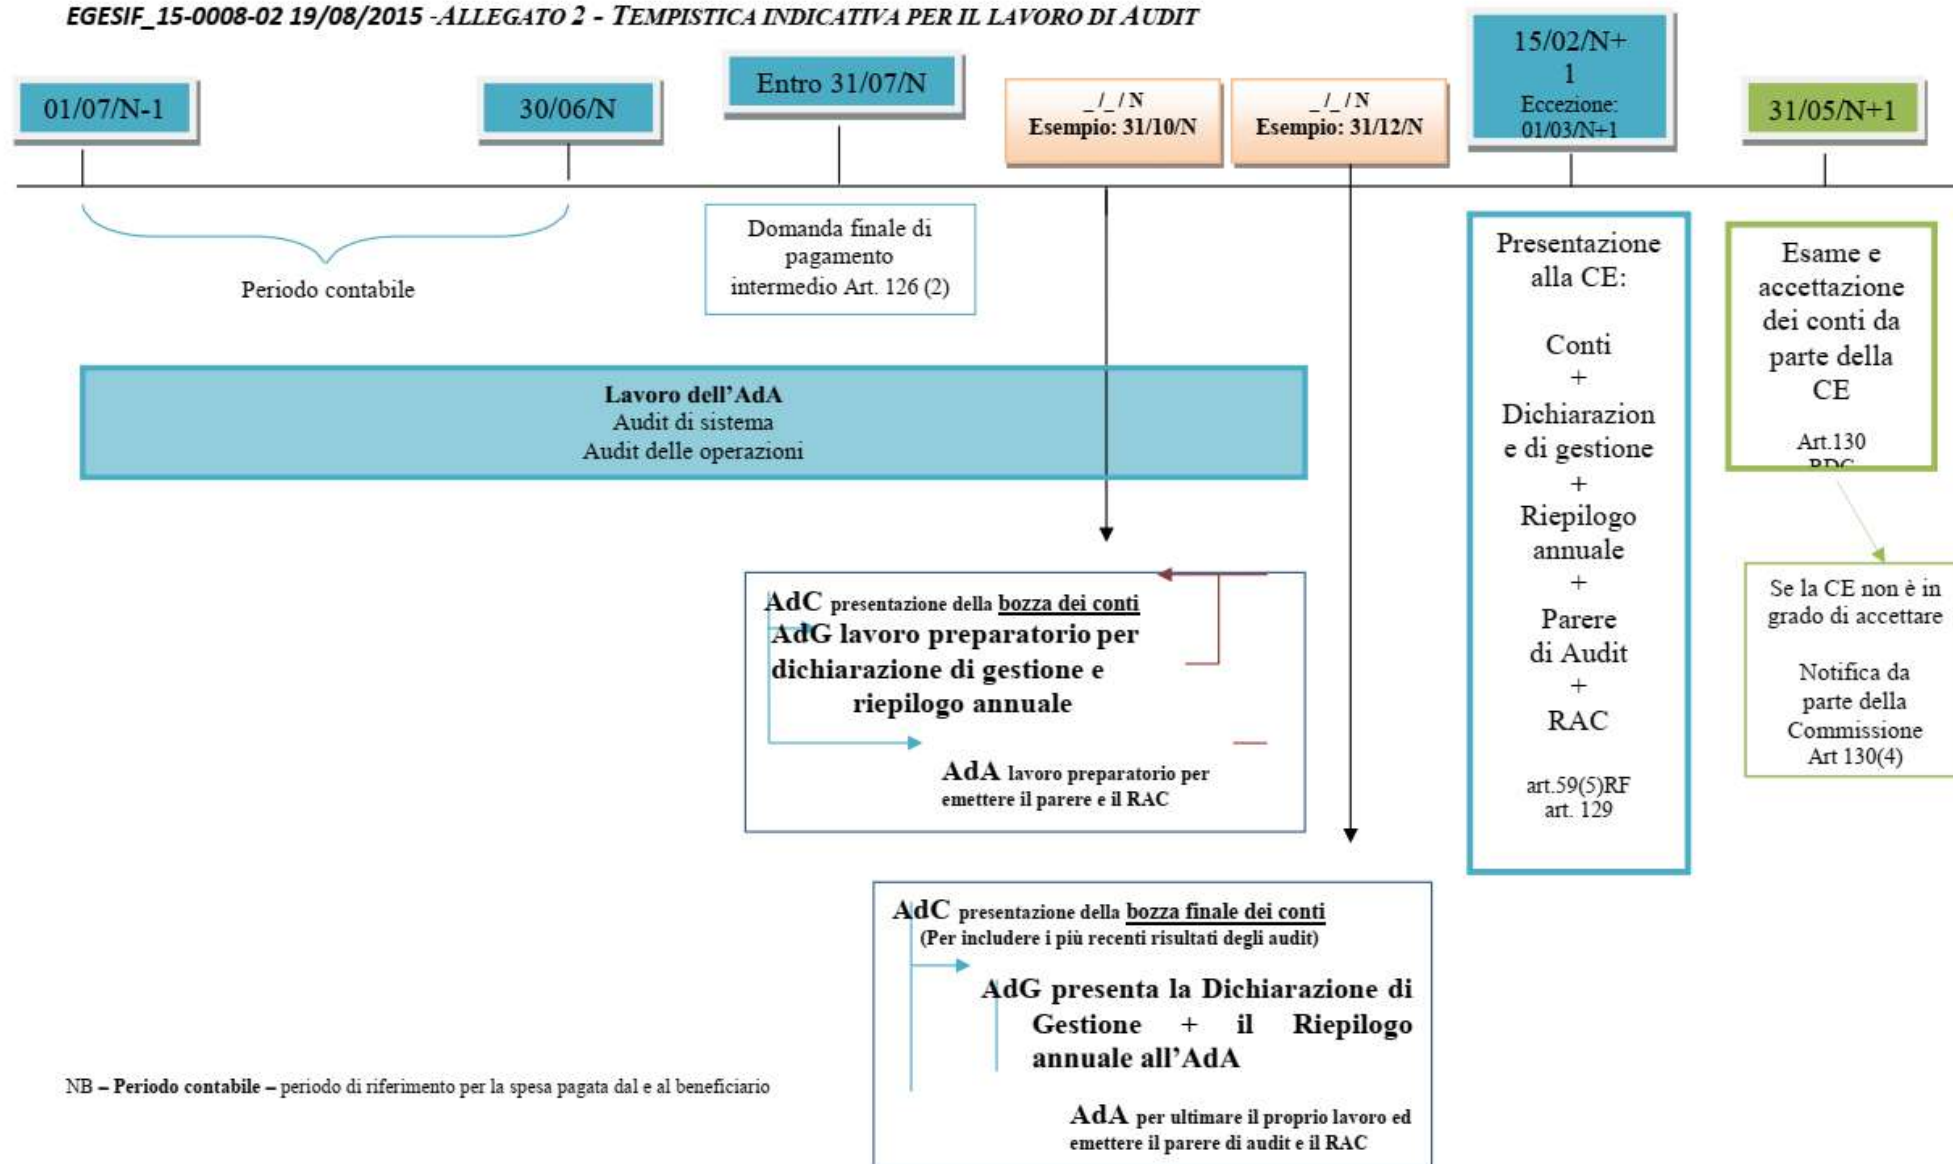 EGESIF_15-0008-02 19/08/2015 -ALLEGATO 2 - TEMPISTICA INDICATIVA PER IL LAVORO DI AUDIT
01/07/N-1
30/06/N
Entro 31/07/N
_/_ / N
Esempio: 31/10/N
_/_ / N
Esempio: 31/12/N
15/02/N+
1
Eccezione:
01/03/N+1
31/05/N+1
Periodo contabile
Domanda finale di
pagamento
intermedio Art. 126 (2)
Lavoro dell'AdA
Audit di sistema
Audit delle operazioni
AdC presentazione della bozza dei conti
AdG lavoro preparatorio per
dichiarazione di gestione e
riepilogo annuale
AdA lavoro preparatorio per
emettere il parere e il RAC
AdC presentazione della bozza finale dei conti
(Per includere i più recenti risultati degli audit)
AdG presenta la Dichiarazione di
Gestione + il Riepilogo
annuale all'AdA
AdA per ultimare il proprio lavoro ed
emettere il parere di audit e il RAC
Presentazione
alla CE:
Conti
+
Dichiarazion
e di gestione
+
Riepilogo
annuale
+
Parere
di Audit
+
RAC
art.59(5)RF
art. 129
Esame e
accettazione
dei conti da
parte della
CE
Art.130
Se la CE non è in
grado di accettare
Notifica da
parte della
Commissione
Art 130(4)
NB – Periodo contabile – periodo di riferimento per la spesa pagata dal e al beneficiario